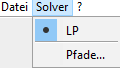 Datei Solver ?
LP
Pfade...